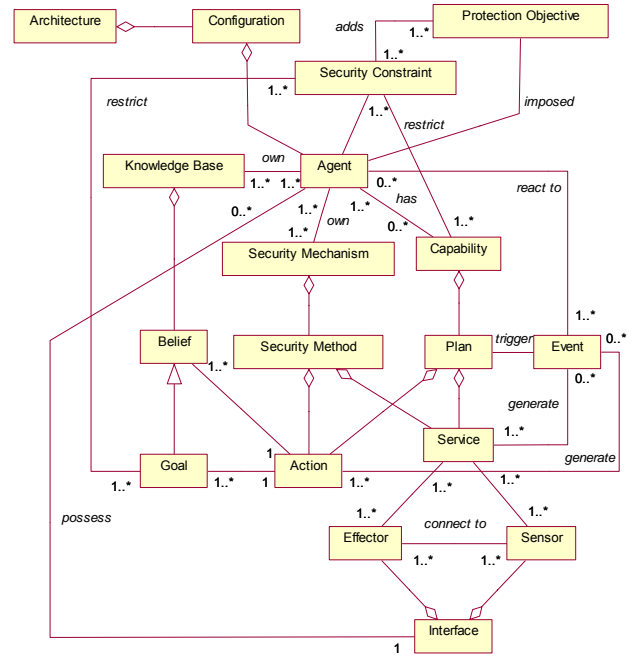 Architecture
Configuration
Protection Objective
adds
1..*
1..*
Security Constraint
1..*
1..*
restrict
restrict
imposed
Knowledge Base
own
Agent
1..*
1..*
0..*
has
react to
0..*
1..*
1..*
own
1..*
0..*
1..*
Security Mechanism
Capability
1..*
Belief
Security Method
Plan
trigger
Event
0..*
1..*
0..*
generate
Service
1..*
1
generate
Goal
Action
1..*
1..*
1
1..*
1..*
1..*
possess
1..*
1..*
connect to
Effector
Sensor
1..*
1..*
Interface
1